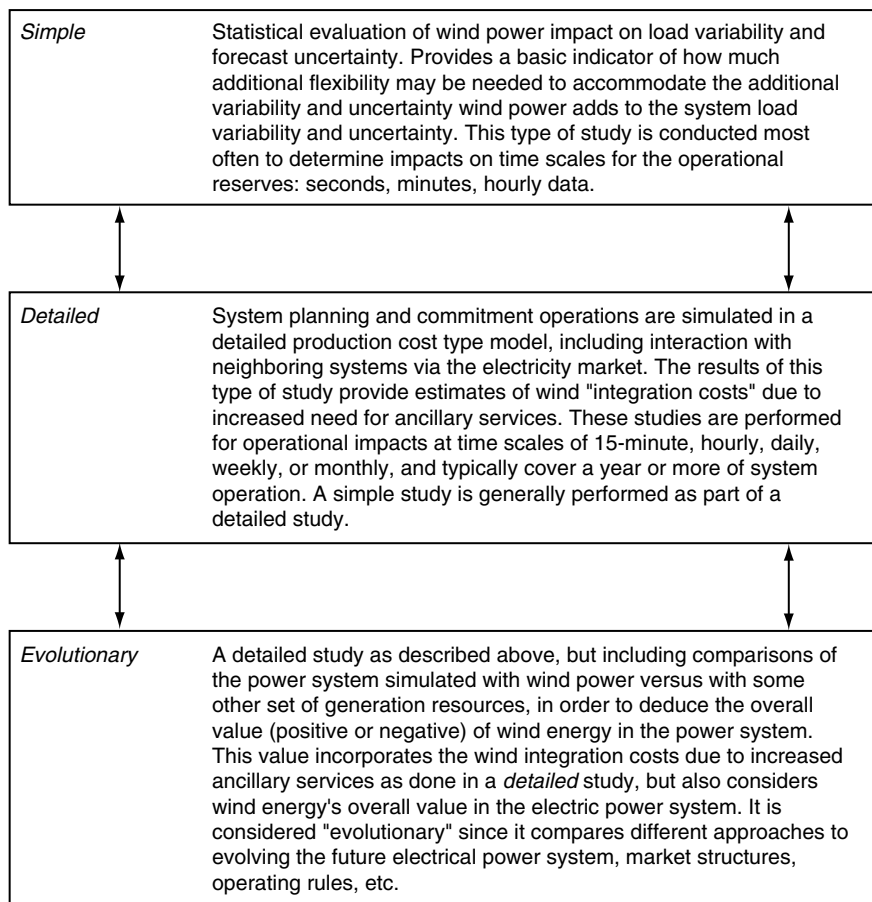 Simple Statistical evaluation of wind power impact on load variability and
forecast uncertainty. Provides a basic indicator of how much
additional flexibility may be needed to accommodate the additional
variability and uncertainty wind power adds to the system load
variability and uncertainty. This type of study is conducted most
often to determine impacts on time scales for the operational
reserves: seconds, minutes, hourly data.
Detailed System planning and commitment operations are simulated in a
detailed production cost type model, including interaction with
neighboring systems via the electricity market. The results of this
type of study provide estimates of wind "integration costs" due to
increased need for ancillary services. These studies are performed
for operational impacts at time scales of 15-minute, hourly, daily,
weekly, or monthly, and typically cover a year or more of system
operation. A simple study is generally performed as part of a
detailed study.
Evolutionary A detailed study as described above, but including comparisons of
the power system simulated with wind power versus with some
other set of generation resources, in order to deduce the overall
value (positive or negative) of wind energy in the power system.
This value incorporates the wind integration costs due to increased
ancillary services as done in a detailed study, but also considers
wind energy's overall value in the electric power system. It is
considered "evolutionary" since it compares different approaches to
evolving the future electrical power system, market structures,
operating rules, etc.